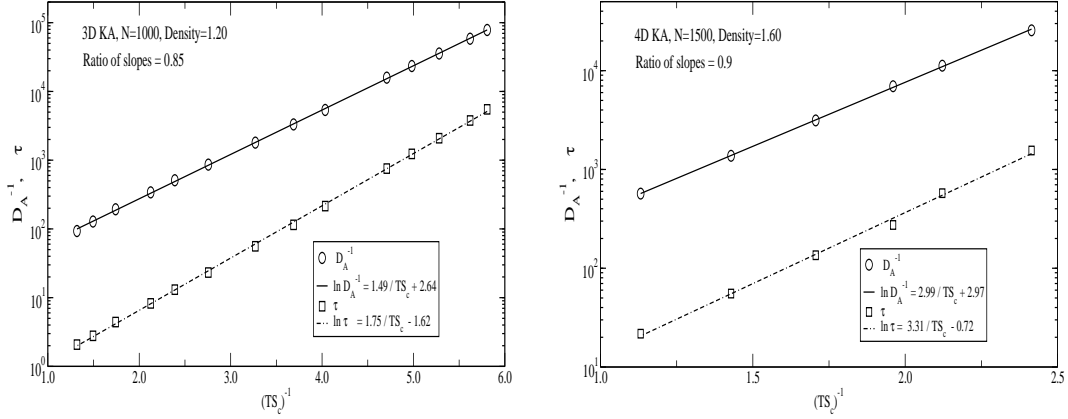 3D KA, N=1000, Density=1.20
Ratio of slopes = 0.85
10^5
10^4
10^3
10^2
10^1
10^0
D_A^-1, τ
D_A^-1
ln D_A^-1 = 1.49 / TS_c + 2.64
τ
ln τ = 1.75 / TS_c - 1.62
1.0 2.0 3.0 4.0 5.0 6.0
(TS_c)^-1
4D KA, N=1500, Density=1.60
Ratio of slopes = 0.9
10^5
10^4
10^3
10^2
10^1
D_A^-1, τ
D_A^-1
ln D_A^-1 = 2.99 / TS_c + 2.97
τ
ln τ = 3.31 / TS_c - 0.72
1.0 1.5 2.0 2.5
(TS_c)^-1